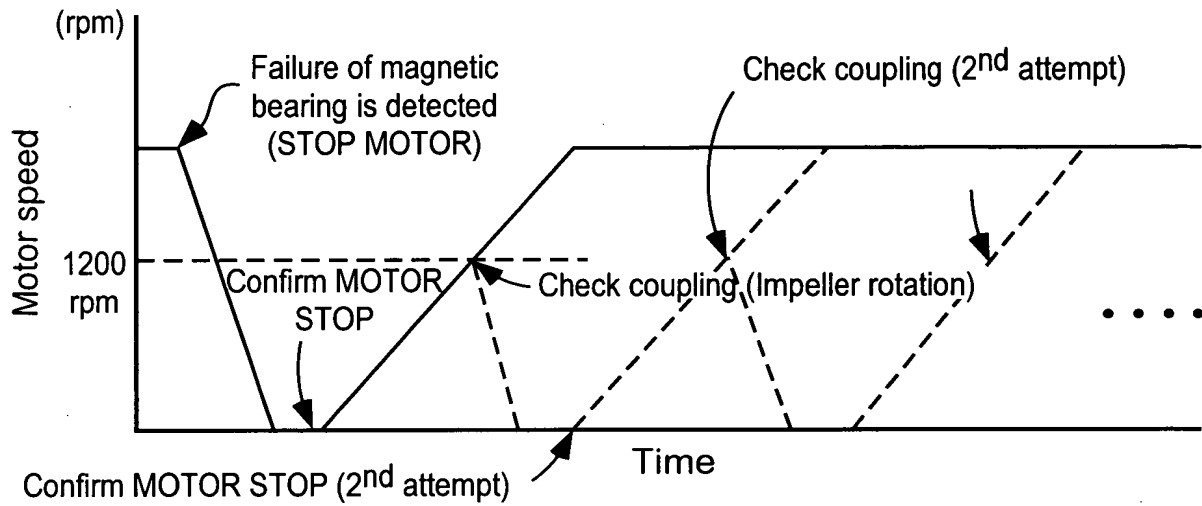 (rpm)
Failure of magnetic
bearing is detected
(STOP MOTOR)
Check coupling (2nd attempt)
Motor speed
1200
rpm
Confirm MOTOR
STOP
Check coupling (Impeller rotation)
Time
Confirm MOTOR STOP (2nd attempt)